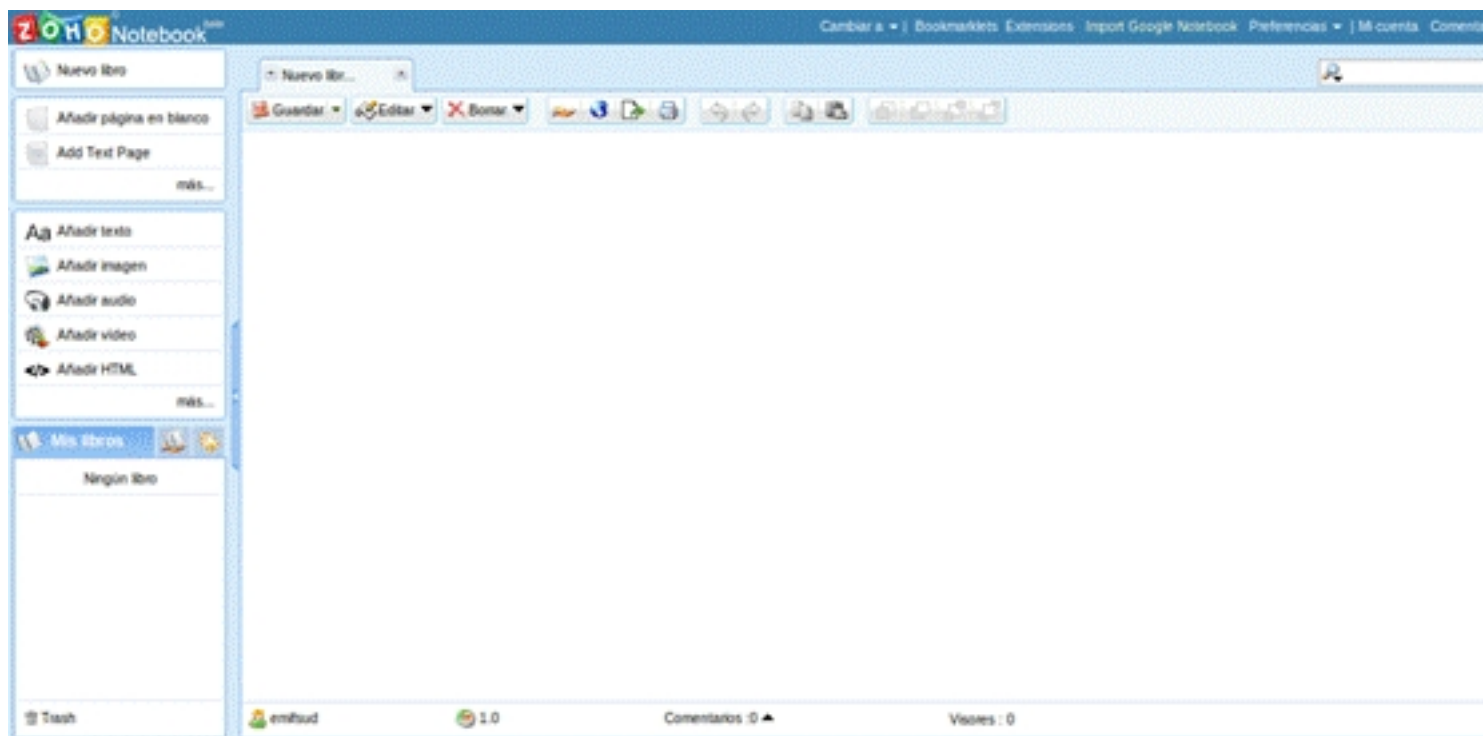 ZOHO Notebook beta
Cambiar a | Bookmarklets Extensions Import Google Notebook Preferencias | Mi cuenta
Nuevo libro
Nuevo libr...
Guardar Editar Borrar
Añadir página en blanco
Add Text Page
más...
Aa Añadir texto
Añadir imagen
Añadir audio
Añadir video
</> Añadir HTML
más...
Mis libros
Ningún libro
Trash
1.0
Comentarios :0
Visores : 0